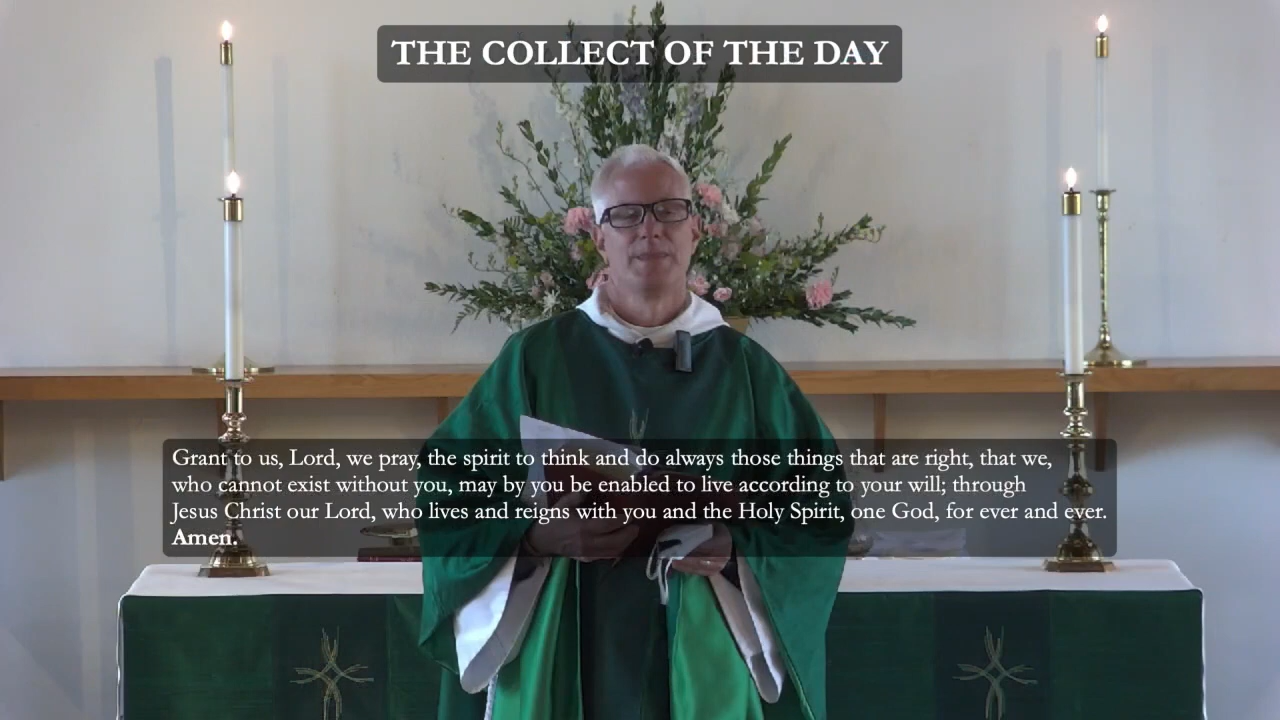 THE COLLECT OF THE DAY
Grant to us, Lord, we pray, the spirit to think and do always those things that are right, that we,
who cannot exist without you, may by you be enabled to live according to your will; through
Jesus Christ our Lord, who lives and reigns with you and the Holy Spirit, one God, for ever and ever.
Amen.